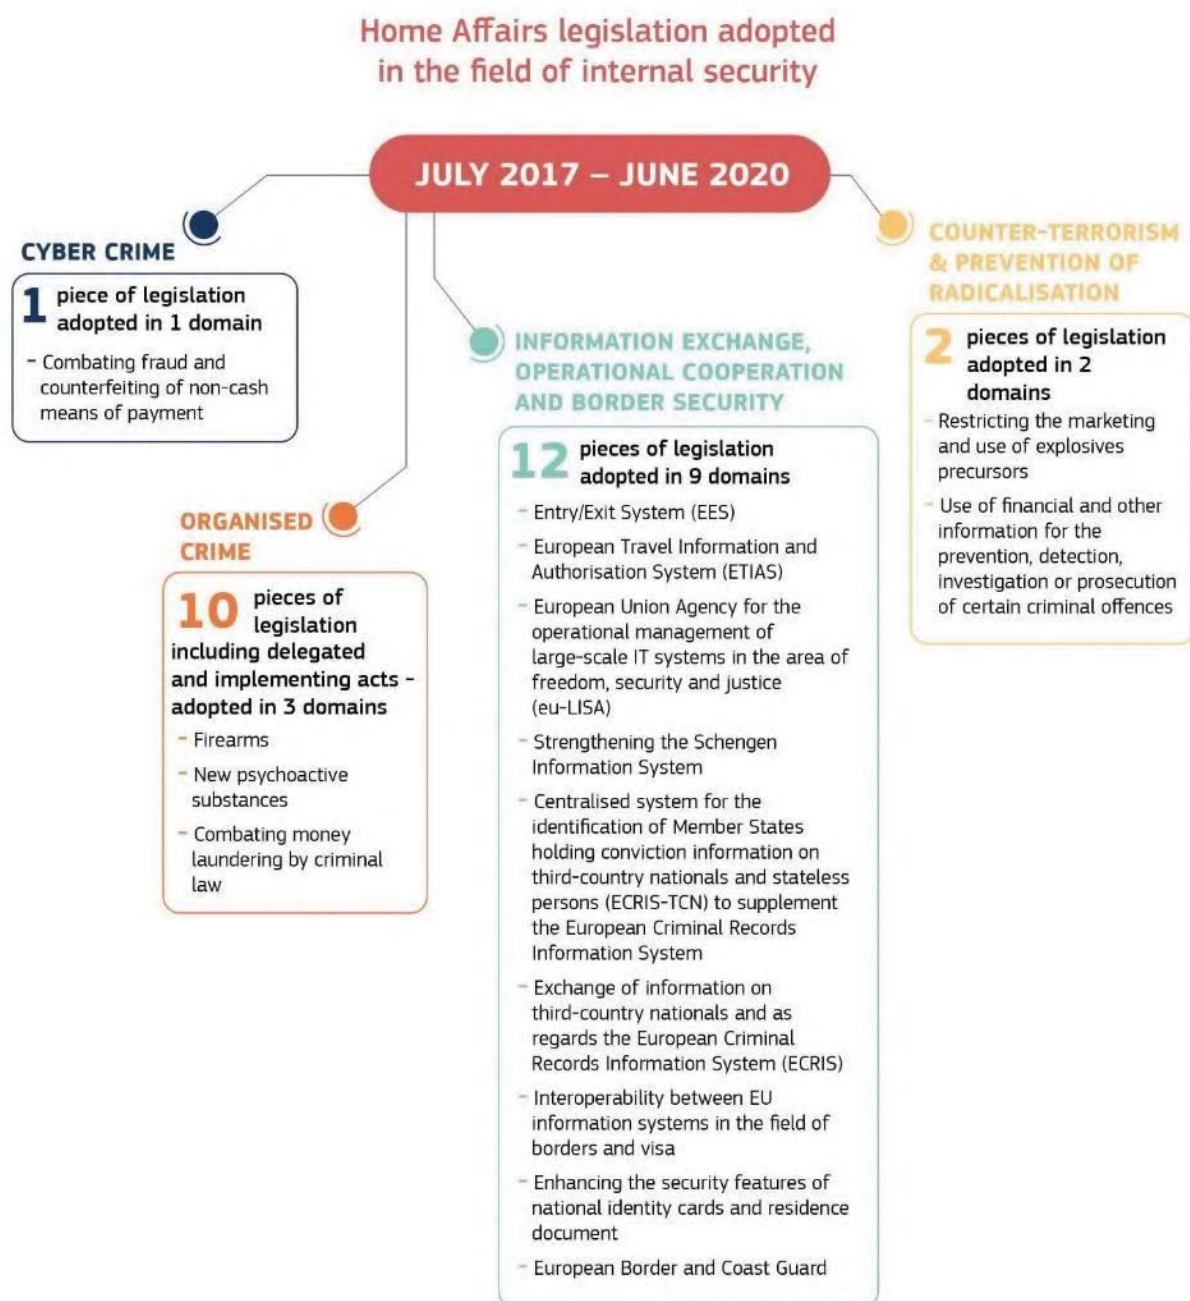 Home Affairs legislation adopted
in the field of internal security
JULY 2017 – JUNE 2020
CYBER CRIME
1 piece of legislation
adopted in 1 domain
- Combating fraud and
counterfeiting of non-cash
means of payment
ORGANISED
CRIME
10 pieces of
legislation
including delegated
and implementing acts -
adopted in 3 domains
- Firearms
- New psychoactive
substances
- Combating money
laundering by criminal
law
INFORMATION EXCHANGE,
OPERATIONAL COOPERATION
AND BORDER SECURITY
12 pieces of legislation
adopted in 9 domains
- Entry/Exit System (EES)
- European Travel Information and
Authorisation System (ETIAS)
- European Union Agency for the
operational management of
large-scale IT systems in the area of
freedom, security and justice
(eu-LISA)
- Strengthening the Schengen
Information System
- Centralised system for the
identification of Member States
holding conviction information on
third-country nationals and stateless
persons (ECRIS-TCN) to supplement
the European Criminal Records
Information System
- Exchange of information on
third-country nationals and as
regards the European Criminal
Records Information System (ECRIS)
- Interoperability between EU
information systems in the field of
borders and visa
- Enhancing the security features of
national identity cards and residence
document
- European Border and Coast Guard
COUNTER-TERRORISM
& PREVENTION OF
RADICALISATION
2 pieces of legislation
adopted in 2
domains
- Restricting the marketing
and use of explosives
precursors
- Use of financial and other
information for the
prevention, detection,
investigation or prosecution
of certain criminal offences